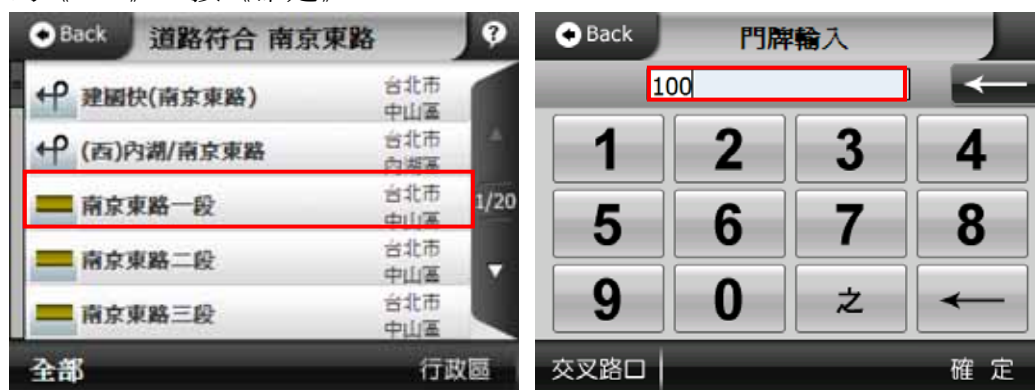 Back 道路符合 南京東路 ?
建國快(南京東路) 台北市
中山區
(西)內湖/南京東路 台北市
內湖區
南京東路一段 台北市
中山區
1/20
南京東路二段 台北市
中山區
南京東路三段 台北市
中山區
全部 行政區
Back 門牌輸入
100
1 2 3 4
5 6 7 8
9 0 之
交叉路口 確 定